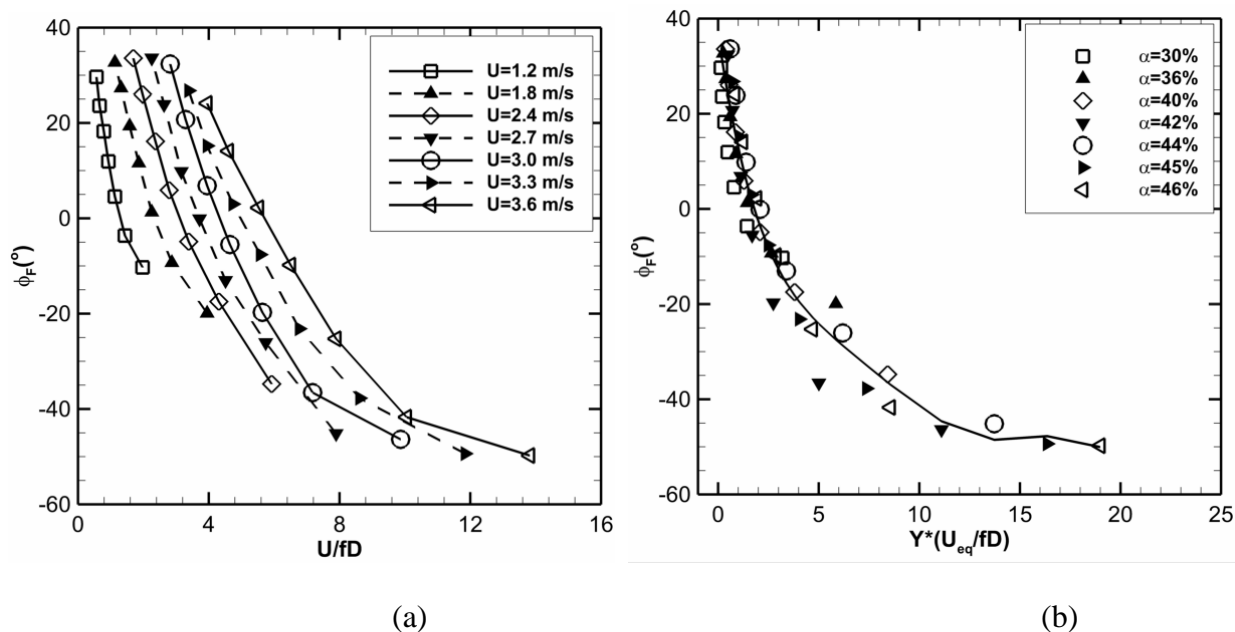 40
20
0
-20
-40
-60
ϕF(°)
0 4 8 12 16
U/fD
U=1.2 m/s
U=1.8 m/s
U=2.4 m/s
U=2.7 m/s
U=3.0 m/s
U=3.3 m/s
U=3.6 m/s
(a)
40
20
0
-20
-40
-60
ϕF(°)
0 5 10 15 20 25
Y*(Ueq/fD)
α=30%
α=36%
α=40%
α=42%
α=44%
α=45%
α=46%
(b)